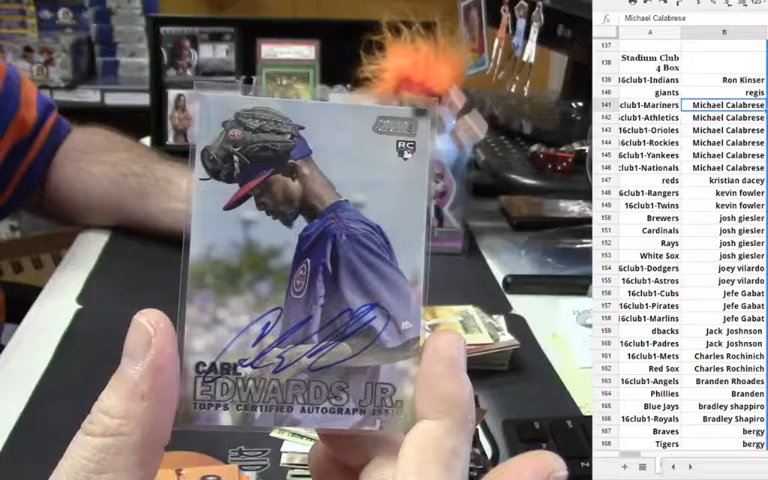 RC
CARL
EDWARDS JR.
TOPPS CERTIFIED AUTOGRAPH ISSUE
Michael Calabrese
A B
137
138 Stadium Club
4 Box
139 16club1-Indians Ron Kinser
140 giants regis
141 club1-Mariners Michael Calabrese
142 club1-Athletics Michael Calabrese
143 16club1-Orioles Michael Calabrese
144 16club1-Rockies Michael Calabrese
145 6club1-Yankees Michael Calabrese
146 club1-Nationals Michael Calabrese
147 reds kristian dacey
148 6club1-Rangers kevin fowler
149 16club1-Twins kevin fowler
150 Brewers josh giesler
151 Cardinals josh giesler
152 Rays josh giesler
153 White Sox josh giesler
154 6club1-Dodgers joey vilardo
155 16club1-Astros joey vilardo
156 16club1-Cubs Jefe Gabat
157 16club1-Pirates Jefe Gabat
158 6club1-Marlins Jefe Gabat
159 dbacks Jack Johnson
160 16club1-Padres Jack Johnson
161 16club1-Mets Charles Rochinich
162 Red Sox Charles Rochinich
163 16club1-Angels Branden Rhoades
164 Phillies Branden
165 Blue Jays bradley shappiro
166 16club1-Royals Bradley Shapiro
167 Braves bergy
168 Tigers bergy